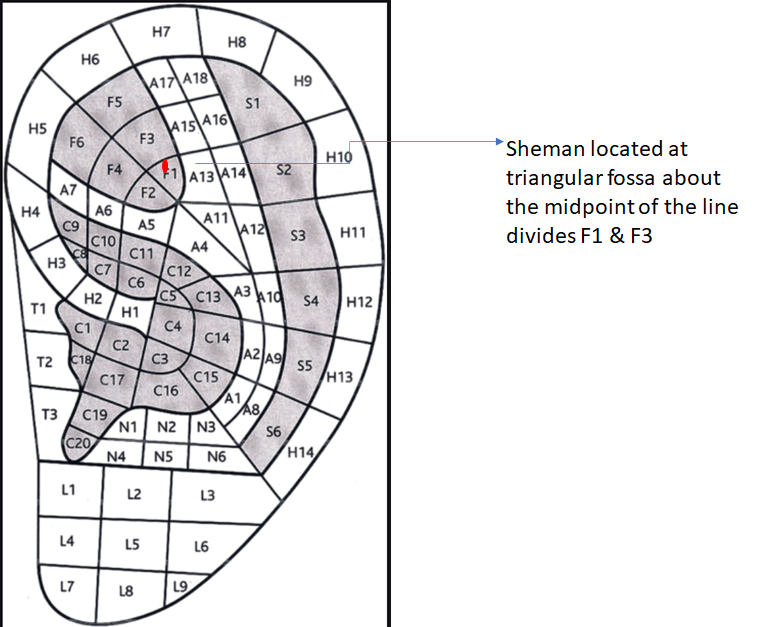 H7
H8
H6
H9
A17 A18
F5
S1
H5
F3
A15 A16
F6
H10
F4
F1
A13 A14
S2
A7
F2
H4
A6
A5
A11
A12
S3
H11
C9
C10
C11
A4
H3
C8
C7
C6
C12
T1
H2
H1
C5
C13
A3
A10
S4
H12
C1
C2
C4
C14
T2
C18
C3
A2
A9
S5
C17
C16
C15
H13
T3
C19
A1
A8
N1 N2 N3
S6
C20
N4 N5 N6
H14
L1 L2 L3
L4 L5 L6
L7 L8 L9
Sheman located at
triangular fossa about
the midpoint of the line
divides F1 & F3